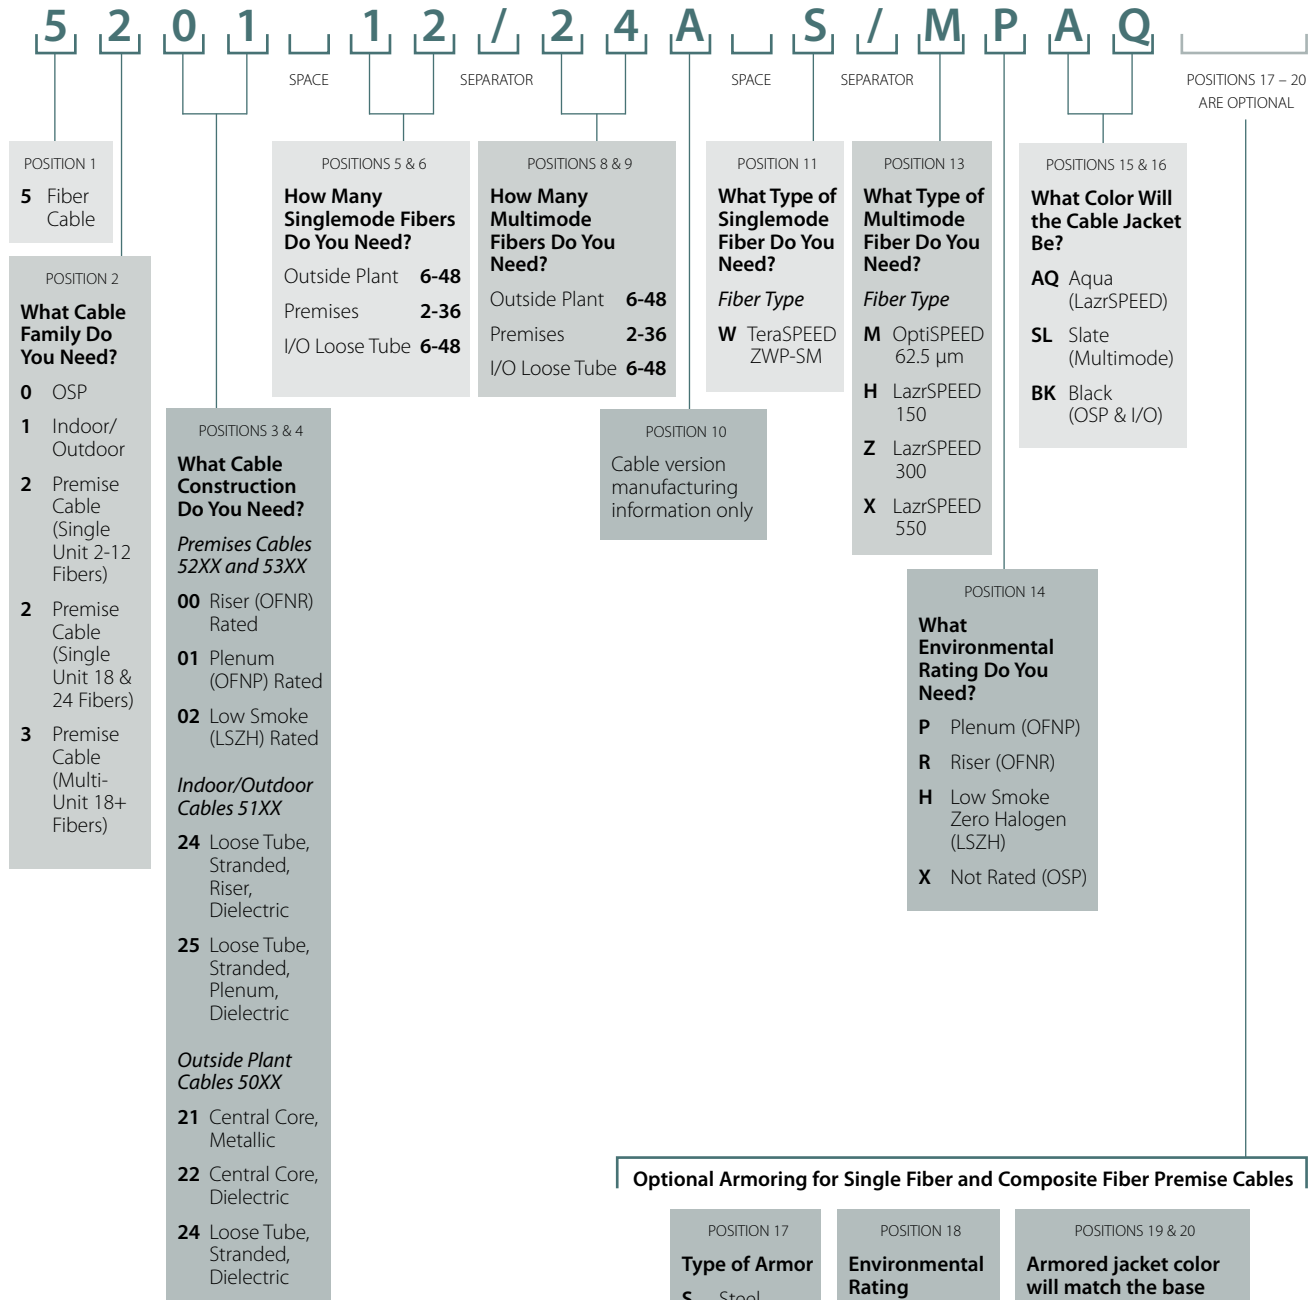 5 2 0 1 1 2 / 2 4 A S / M P A Q
SPACE
SEPARATOR
SPACE
SEPARATOR
POSITIONS 17 – 20
ARE OPTIONAL
POSITION 1
5 Fiber
Cable
POSITION 2
What Cable
Family Do
You Need?
0 OSP
1 Indoor/
Outdoor
2 Premise
Cable
(Single
Unit 2-12
Fibers)
2 Premise
Cable
(Single
Unit 18 &
24 Fibers)
3 Premise
Cable
(Multi-
Unit 18+
Fibers)
POSITIONS 3 & 4
What Cable
Construction
Do You Need?
Premises Cables
52XX and 53XX
00 Riser (OFNR)
Rated
01 Plenum
(OFNP) Rated
02 Low Smoke
(LSZH) Rated
Indoor/Outdoor
Cables 51XX
24 Loose Tube,
Stranded,
Riser,
Dielectric
25 Loose Tube,
Stranded,
Plenum,
Dielectric
Outside Plant
Cables 50XX
21 Central Core,
Metallic
22 Central Core,
Dielectric
24 Loose Tube,
Stranded,
Dielectric
POSITIONS 5 & 6
How Many
Singlemode Fibers
Do You Need?
Outside Plant 6-48
Premises 2-36
I/O Loose Tube 6-48
POSITIONS 8 & 9
How Many
Multimode
Fibers Do You
Need?
Outside Plant 6-48
Premises 2-36
I/O Loose Tube 6-48
POSITION 10
Cable version
manufacturing
information only
POSITION 11
What Type of
Singlemode
Fiber Do You
Need?
Fiber Type
W TeraSPEED
ZWP-SM
POSITION 13
What Type of
Multimode
Fiber Do You
Need?
Fiber Type
M OptiSPEED
62.5 µm
H LazrSPEED
150
Z LazrSPEED
300
X LazrSPEED
550
POSITION 14
What
Environmental
Rating Do You
Need?
P Plenum (OFNP)
R Riser (OFNR)
H Low Smoke
Zero Halogen
(LSZH)
X Not Rated (OSP)
POSITIONS 15 & 16
What Color Will
the Cable Jacket
Be?
AQ Aqua
(LazrSPEED)
SL Slate
(Multimode)
BK Black
(OSP & I/O)
Optional Armoring for Single Fiber and Composite Fiber Premise Cables
POSITION 17
Type of Armor
S Steel
POSITION 18
Environmental
Rating
POSITIONS 19 & 20
Armored jacket color
will match the base